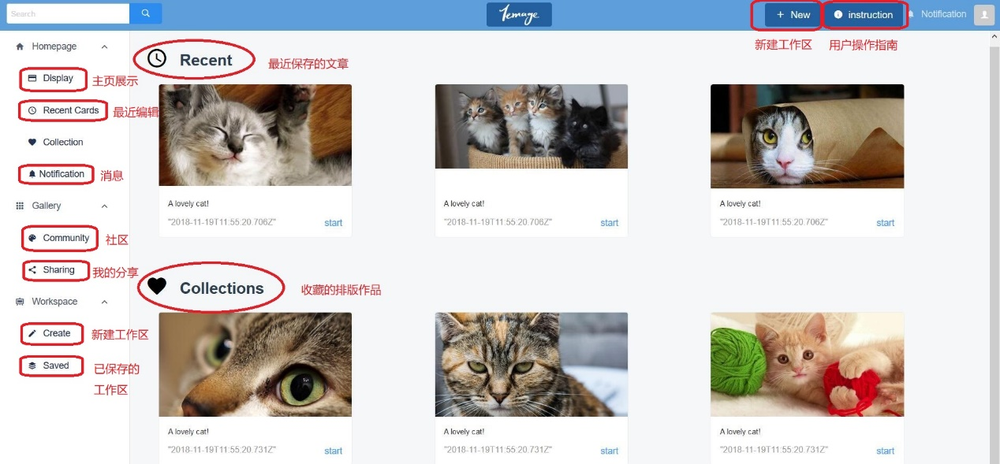 Search
Temage
+ New
instruction
Notification
新建工作区
用户操作指南
Homepage
Display
主页展示
Recent Cards
最近编辑
Collection
Notification
消息
Gallery
Community
社区
Sharing
我的分享
Workspace
Create
新建工作区
Saved
已保存的
工作区
Recent
最近保存的文章
A lovely cat!
"2018-11-19T11:55:20.706Z"
start
A lovely cat!
"2018-11-19T11:55:20.706Z"
start
A lovely cat!
"2018-11-19T11:55:20.706Z"
start
Collections
收藏的排版作品
A lovely cat!
"2018-11-19T11:55:20.731Z"
start
A lovely cat!
"2018-11-19T11:55:20.731Z"
start
A lovely cat!
"2018-11-19T11:55:20.731Z"
start